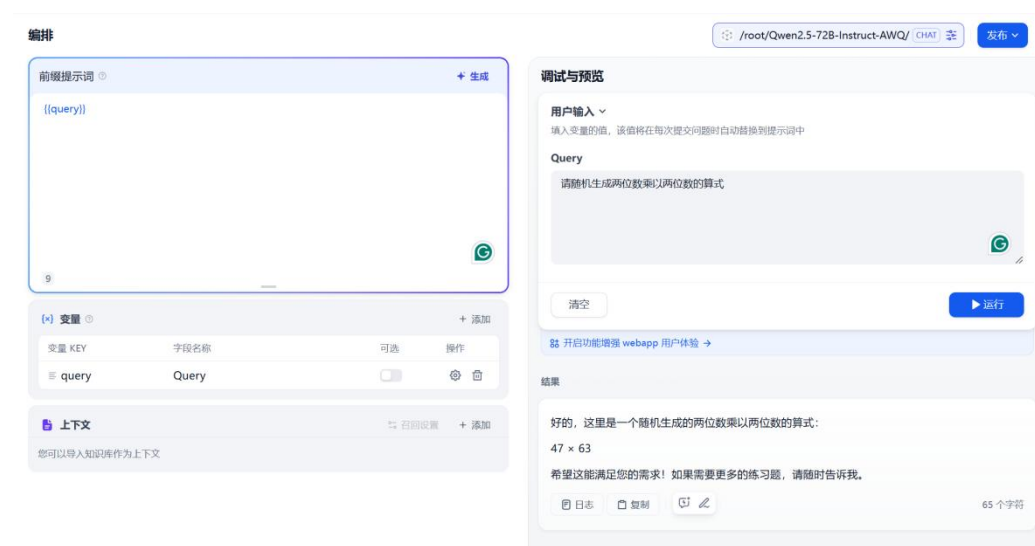 编排
/root/Qwen2.5-72B-Instruct-AWQ/ CHAT
发布
前缀提示词
生成
{{query}}
9
{x} 变量
+ 添加
变量 KEY 字段名称 可选 操作
query Query
上下文
召回设置 + 添加
您可以导入知识库作为上下文
调试与预览
用户输入
填入变量的值，该值将在每次提交问题时自动替换到提示词中
Query
请随机生成两位数乘以两位数的算式
清空
运行
开启功能增强 webapp 用户体验 →
结果
好的，这里是一个随机生成的两位数乘以两位数的算式：
47 × 63
希望这能满足您的需求！如果需要更多的练习题，请随时告诉我。
日志 复制 65 个字符